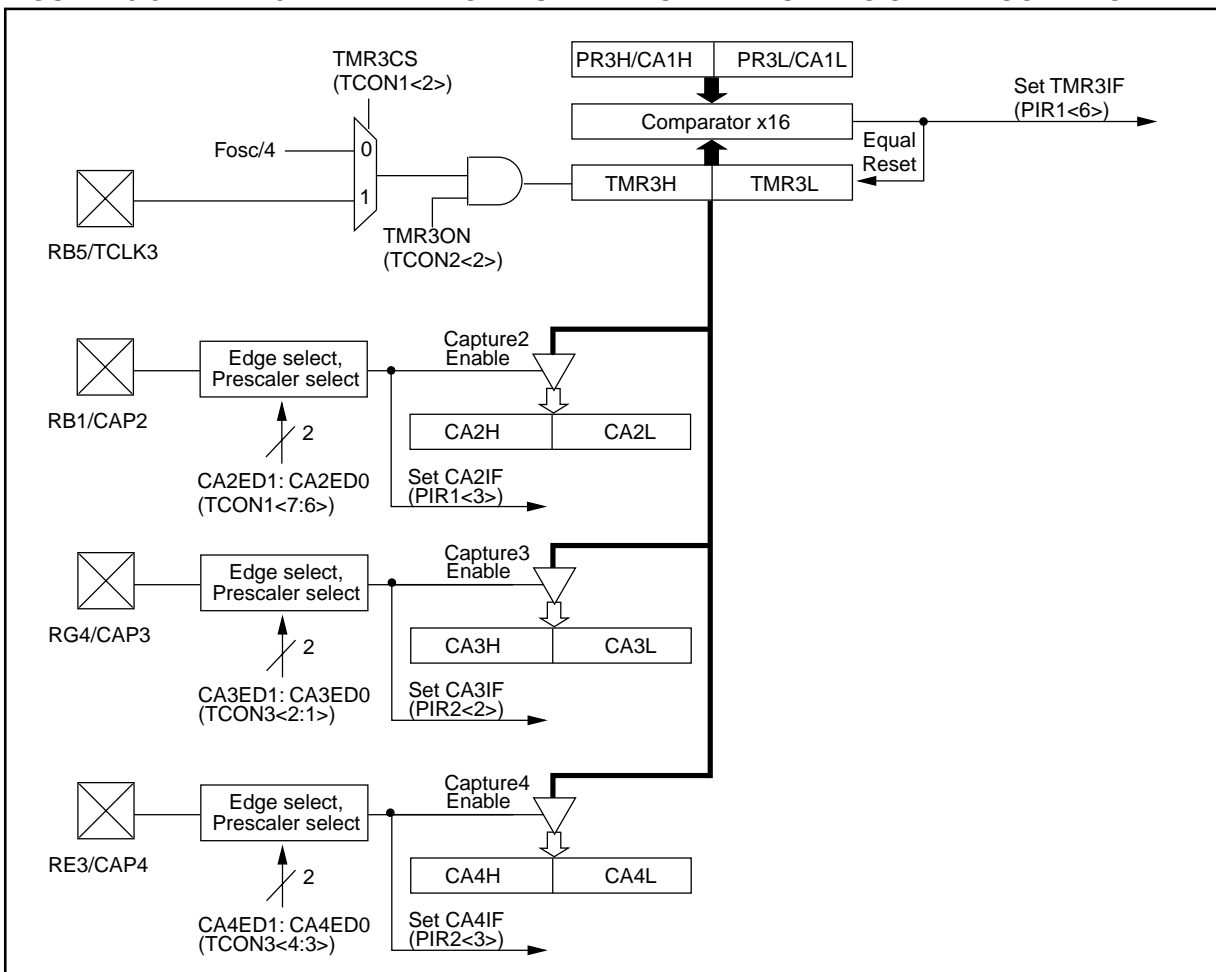 PR3H/CA1H PR3L/CA1L
TMR3CS
(TCON1<2>)
Set TMR3IF
(PIR1<6>)
Comparator x16
Fosc/4
0
1
Equal
Reset
TMR3H TMR3L
RB5/TCLK3
TMR3ON
(TCON2<2>)
Capture2
Enable
Edge select,
Prescaler select
RB1/CAP2
2
CA2H CA2L
CA2ED1: CA2ED0
(TCON1<7:6>)
Set CA2IF
(PIR1<3>)
Capture3
Enable
Edge select,
Prescaler select
RG4/CAP3
2
CA3H CA3L
CA3ED1: CA3ED0
(TCON3<2:1>)
Set CA3IF
(PIR2<2>)
Capture4
Enable
Edge select,
Prescaler select
RE3/CAP4
2
CA4H CA4L
CA4ED1: CA4ED0
(TCON3<4:3>)
Set CA4IF
(PIR2<3>)